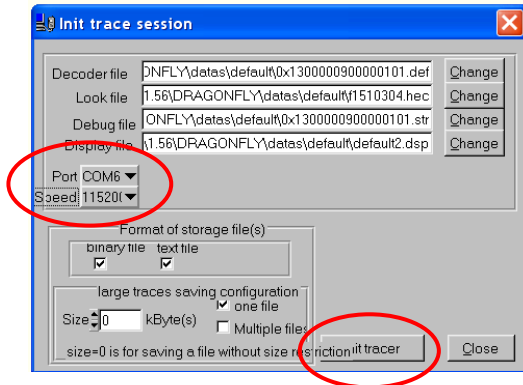 Init trace session
Decoder file ONFLY\datas\default\0x1300000900000101.def Change
Look file 1.56\DRAGONFLY\datas\default\f1510304.hec Change
Debug file ONFLY\datas\default\0x1300000900000101.str Change
Display file \1.56\DRAGONFLY\datas\default\default2.dsp Change
Port COM6
Speed 11520(
Format of storage file(s)
binary file text file
large traces saving configuration
one file
Size 0 kByte(s)
Multiple files
size=0 is for saving a file without size restriction
it tracer Close